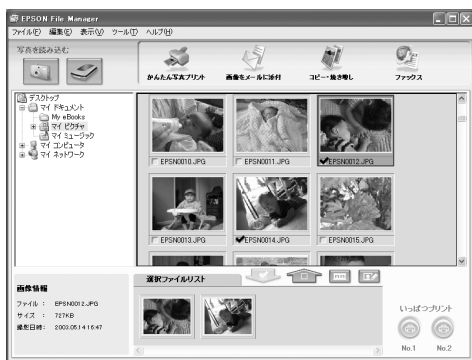 EPSON File Manager
ファイル(F) 編集(E) 表示(V) ツール(T) ヘルプ(H)
写真を読み込む
かんたん写真プリント 画像をメールに添付 コピー・焼き増し ファックス
デスクトップ
マイ ドキュメント
My eBooks
マイ ピクチャ
マイ ミュージック
マイ コンピュータ
マイ ネットワーク
EPSN0010.JPG EPSN0011.JPG EPSN0012.JPG
EPSN0013.JPG EPSN0014.JPG EPSN0015.JPG
画像情報
ファイル : EPSN0012.JPG
サイズ : 727KB
撮影日時: 2003.05.14 16:47
選択ファイルリスト
いっぱつプリント
No.1 No.2